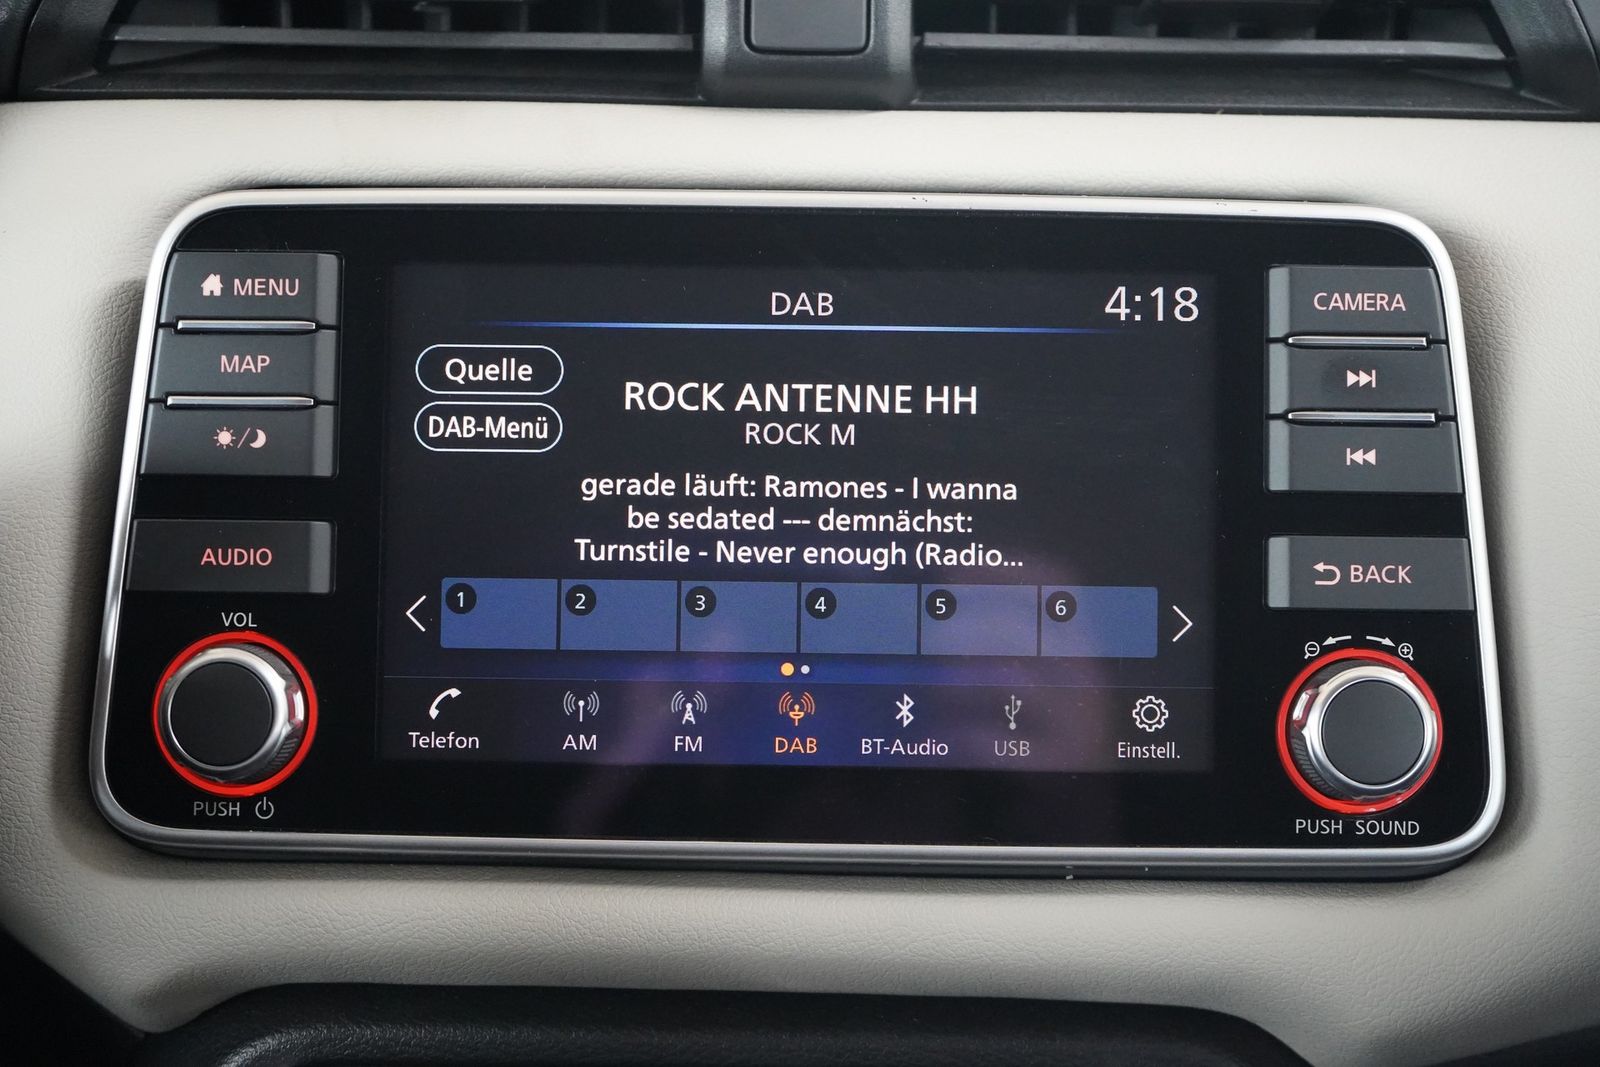 MENU
MAP
AUDIO
VOL
PUSH
DAB
4:18
Quelle
DAB-Menü
ROCK ANTENNE HH
ROCK M
gerade läuft: Ramones - I wanna
be sedated --- demnächst:
Turnstile - Never enough (Radio...
1 2 3 4 5 6
Telefon AM FM DAB BT-Audio USB Einstell.
CAMERA
BACK
PUSH SOUND